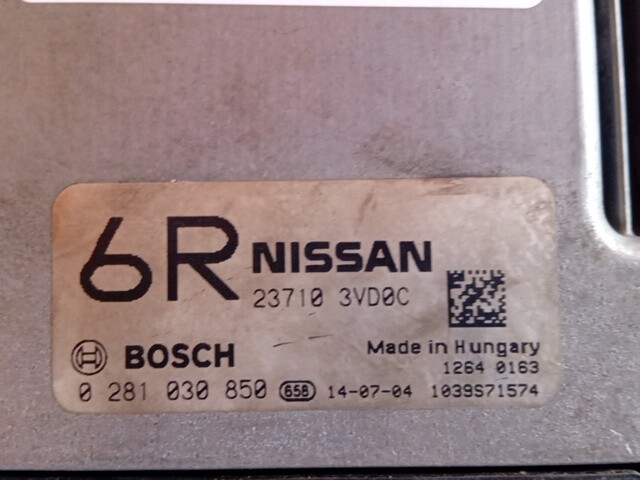 6R NISSAN
23710 3VD0C
BOSCH Made in Hungary
1264 0163
0 281 030 850 658 14-07-04 1039S71574